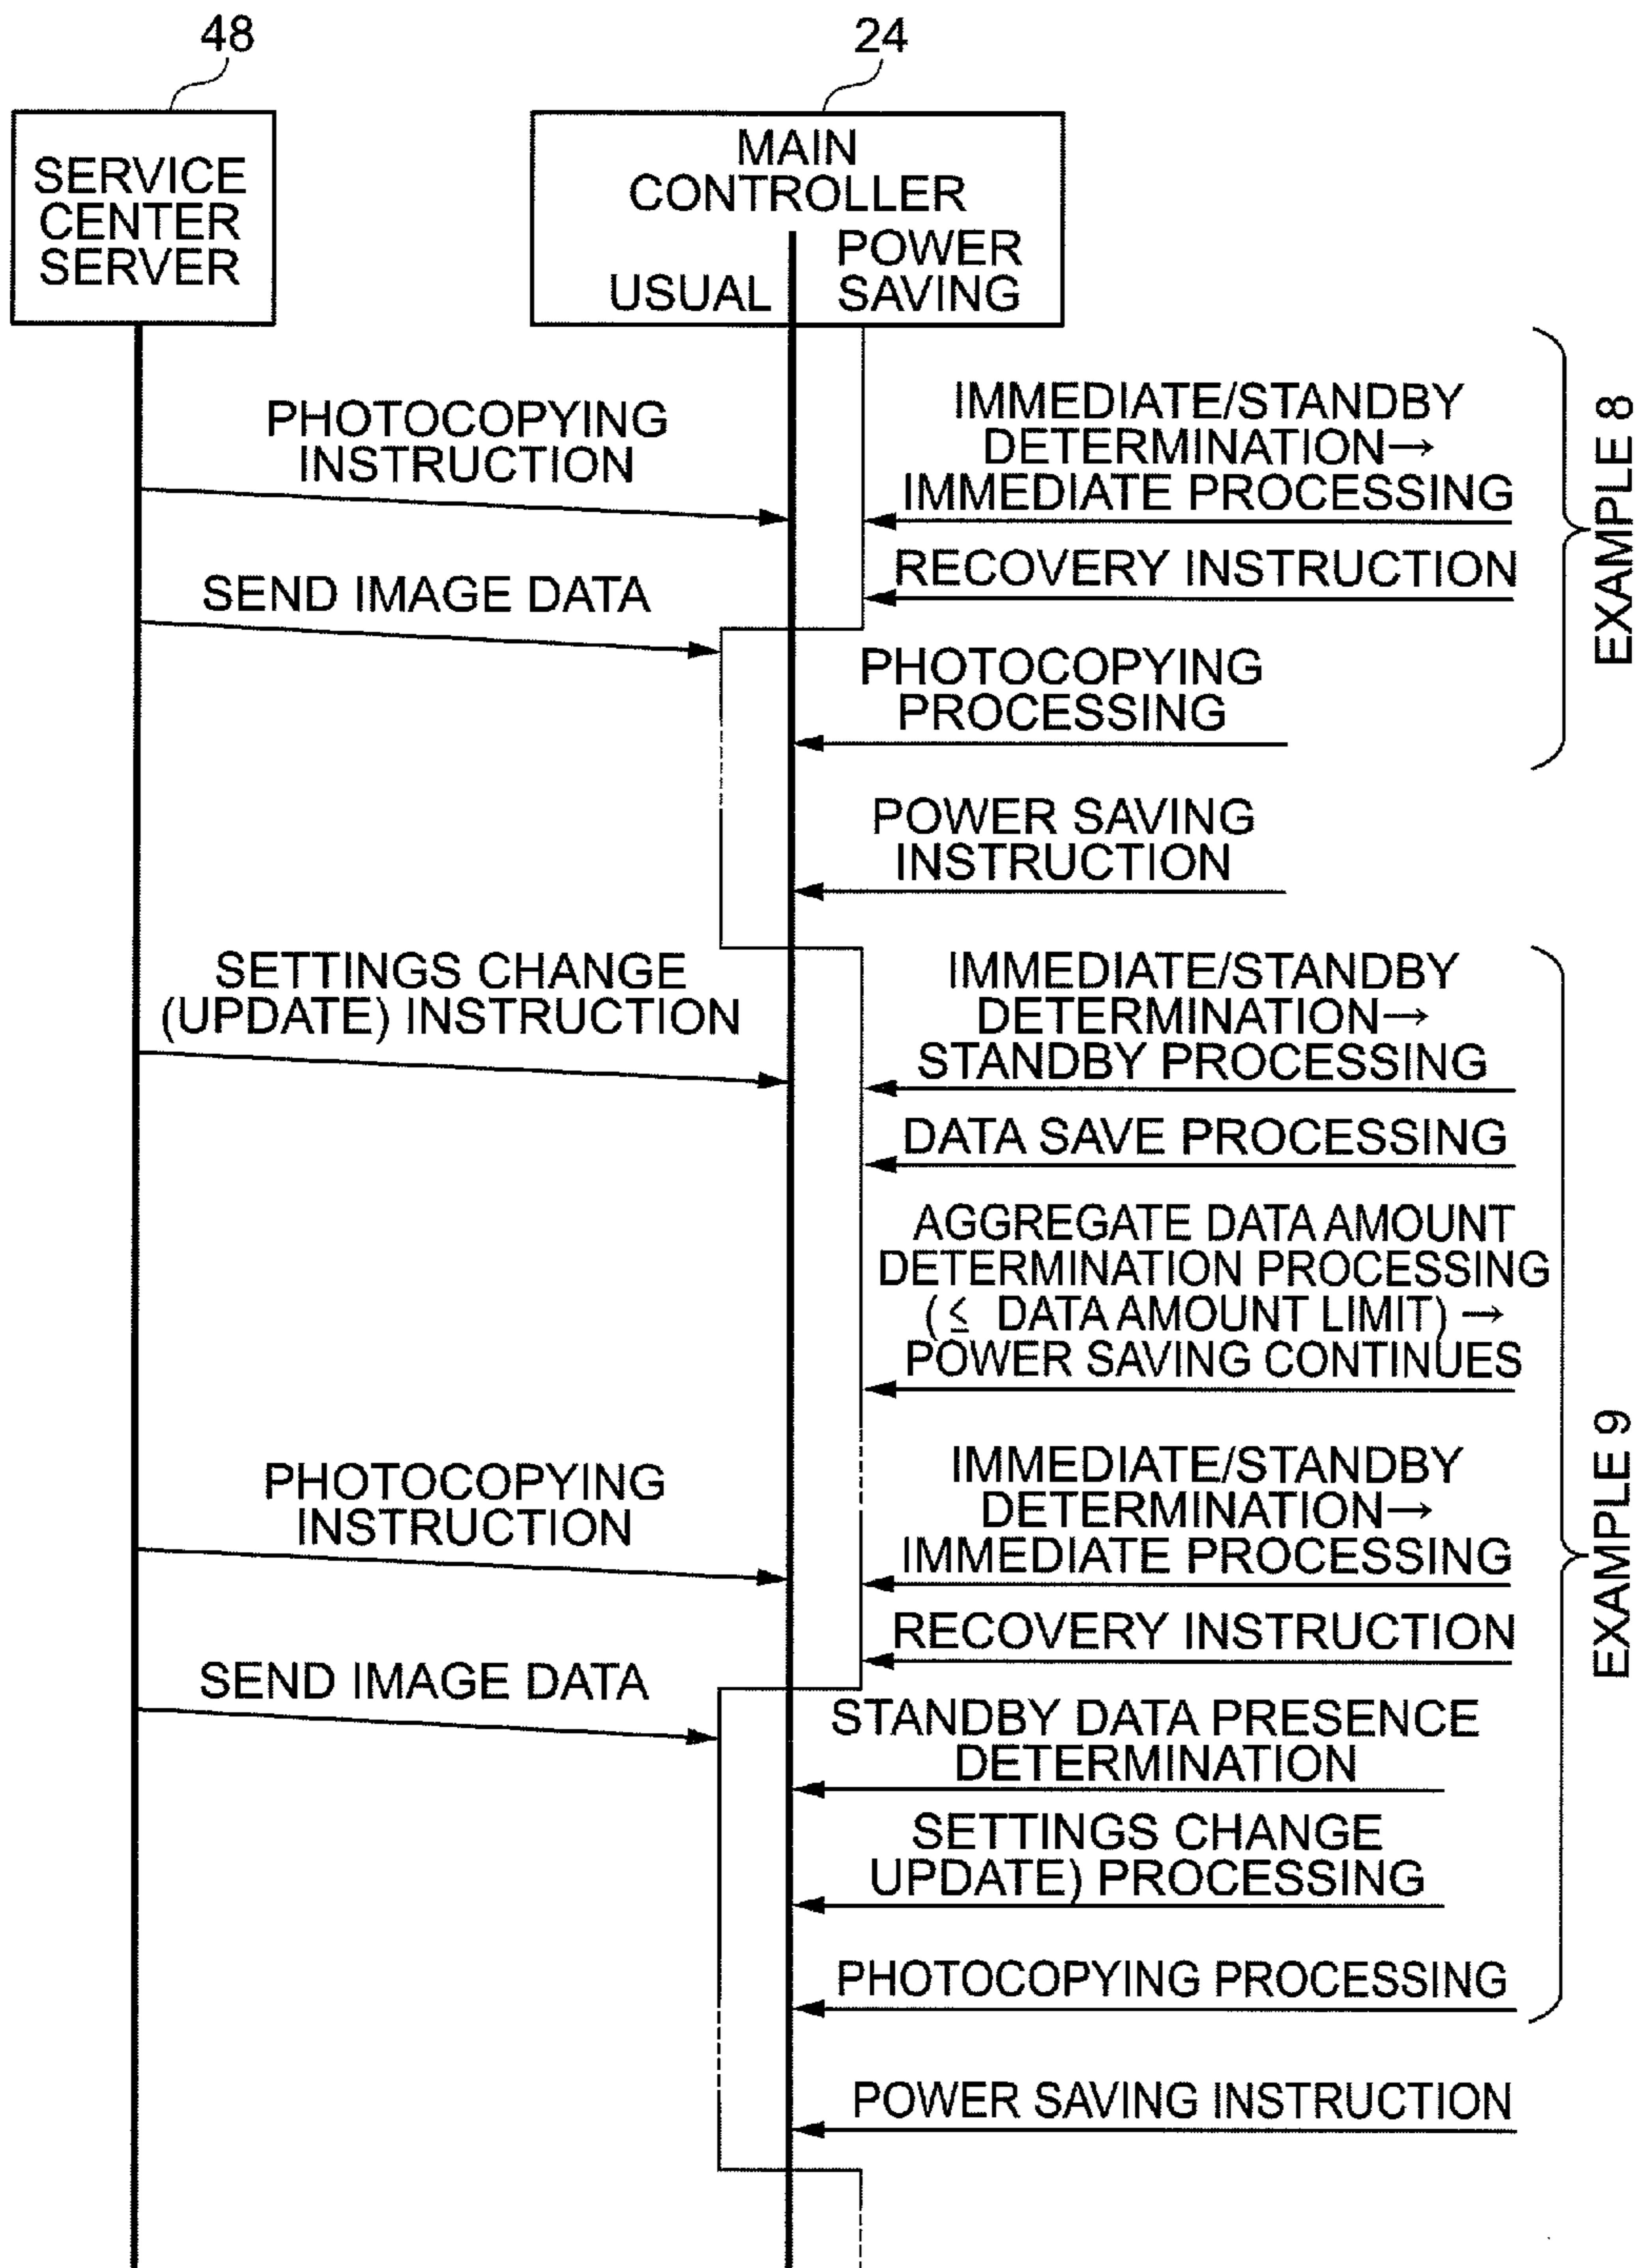 48
24
SERVICE
CENTER
SERVER
MAIN
CONTROLLER
USUAL
POWER
SAVING
PHOTOCOPYING
INSTRUCTION
IMMEDIATE/STANDBY
DETERMINATION→
IMMEDIATE PROCESSING
RECOVERY INSTRUCTION
SEND IMAGE DATA
PHOTOCOPYING
PROCESSING
EXAMPLE 8
POWER SAVING
INSTRUCTION
SETTINGS CHANGE
(UPDATE) INSTRUCTION
IMMEDIATE/STANDBY
DETERMINATION→
STANDBY PROCESSING
DATA SAVE PROCESSING
AGGREGATE DATA AMOUNT
DETERMINATION PROCESSING
(≤ DATA AMOUNT LIMIT) →
POWER SAVING CONTINUES
PHOTOCOPYING
INSTRUCTION
IMMEDIATE/STANDBY
DETERMINATION→
IMMEDIATE PROCESSING
RECOVERY INSTRUCTION
SEND IMAGE DATA
STANDBY DATA PRESENCE
DETERMINATION
SETTINGS CHANGE
UPDATE) PROCESSING
PHOTOCOPYING PROCESSING
EXAMPLE 9
POWER SAVING INSTRUCTION